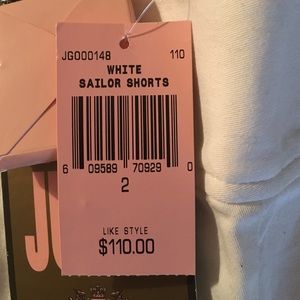 JG000148 110
WHITE
SAILOR SHORTS
6 09589 70929 0
2
LIKE STYLE
$110.00